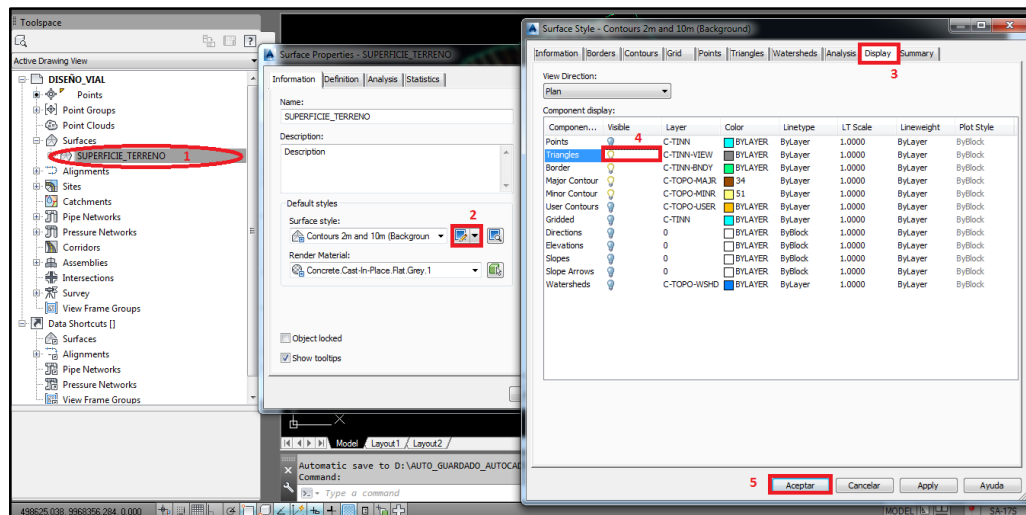 Toolspace
Active Drawing View
DISEÑO_VIAL
Points
Point Groups
Point Clouds
Surfaces
SUPERFICIE_TERRENO 1
Alignments
Sites
Catchments
Pipe Networks
Pressure Networks
Corridors
Assemblies
Intersections
Survey
View Frame Groups
Data Shortcuts []
Surfaces
Alignments
Pipe Networks
Pressure Networks
View Frame Groups
Surface Properties - SUPERFICIE_TERRENO
Information Definition Analysis Statistics
Name:
SUPERFICIE_TERRENO
Description:
Description
Default styles
Surface style:
2
Contours 2m and 10m (Backgroun
Render Material:
Concrete.Cast-In-Place.Flat.Grey.1
Object locked
Show tooltips
Model Layout1 Layout2
Automatic save to D:\AUTO_GUARDADO_AUTOCAD
Command:
Type a command
498625.038, 9968356.284, 0.000
Surface Style - Contours 2m and 10m (Background)
Information Borders Contours Grid Points Triangles Watersheds Analysis Display Summary
3
View Direction:
Plan
Component display:
Componen... Visible Layer Color Linetype LT Scale Lineweight Plot Style
Points 4 C-TINN BYLAYER ByLayer 1.0000 ByLayer ByBlock
Triangles C-TINN-VIEW BYLAYER ByLayer 1.0000 ByLayer ByBlock
Border C-TINN-BNDY BYLAYER ByLayer 1.0000 ByLayer ByBlock
Major Contour C-TOPO-MAJR 34 ByLayer 1.0000 ByLayer ByBlock
Minor Contour C-TOPO-MINR 51 ByLayer 1.0000 ByLayer ByBlock
User Contours C-TOPO-USER BYLAYER ByLayer 1.0000 ByLayer ByBlock
Gridded C-TINN BYLAYER ByLayer 1.0000 ByLayer ByBlock
Directions 0 BYLAYER ByBlock 1.0000 ByLayer ByBlock
Elevations 0 BYLAYER ByBlock 1.0000 ByLayer ByBlock
Slopes 0 BYLAYER ByBlock 1.0000 ByLayer ByBlock
Slope Arrows 0 BYLAYER ByBlock 1.0000 ByLayer ByBlock
Watersheds C-TOPO-WSHD BYLAYER ByLayer 1.0000 ByLayer ByBlock
5 Aceptar Cancelar Apply Ayuda
MODEL SA-17S